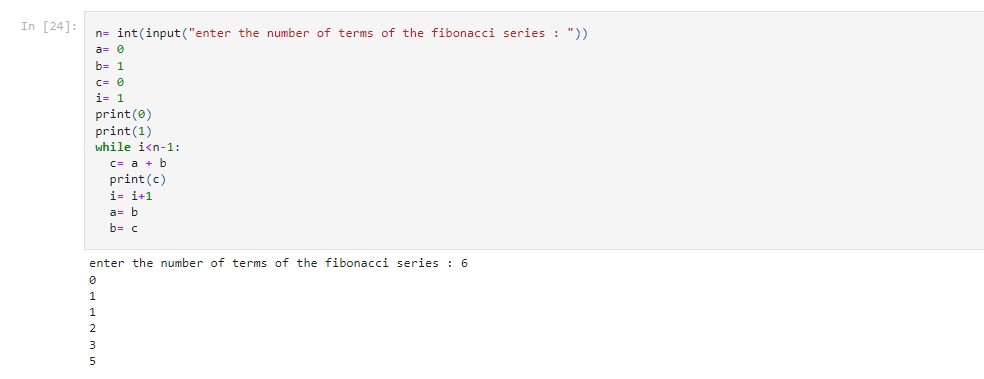 In [24]:
n= int(input("enter the number of terms of the fibonacci series : "))
a= 0
b= 1
c= 0
i= 1
print(0)
print(1)
while i<n-1:
  c= a + b
  print(c)
  i= i+1
  a= b
  b= c
enter the number of terms of the fibonacci series : 6
0
1
1
2
3
5